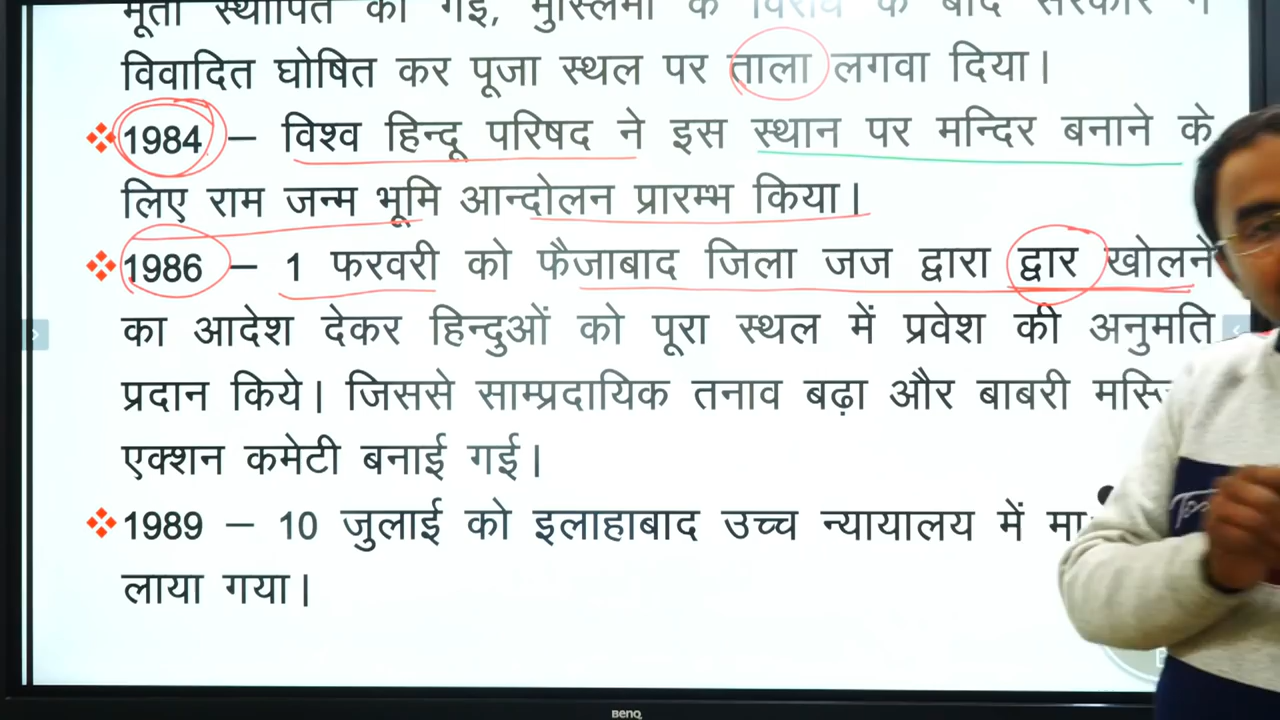 मूर्ती स्थापित की गई, मुस्लिमों के विरोध के बाद सरकार ने
विवादित घोषित कर पूजा स्थल पर ताला लगवा दिया।
1984 – विश्व हिन्दू परिषद ने इस स्थान पर मन्दिर बनाने के
लिए राम जन्म भूमि आन्दोलन प्रारम्भ किया।
1986 – 1 फरवरी को फैजाबाद जिला जज द्वारा द्वार खोलने
का आदेश देकर हिन्दुओं को पूरा स्थल में प्रवेश की अनुमति
प्रदान किये। जिससे साम्प्रदायिक तनाव बढ़ा और बाबरी
एक्शन कमेटी बनाई गई।
1989 – 10 जुलाई को इलाहाबाद उच्च न्यायालय में
लाया गया।
BenQ